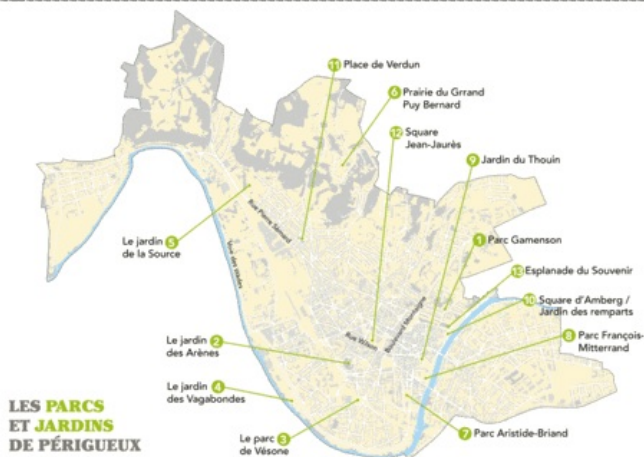 11 Place de Verdun
6 Prairie du Grrand
Puy Bernard
12 Square
Jean-Jaurès
9 Jardin du Thouin
1 Parc Gamenson
Le jardin 5
de la Source
Rue Pierre Sémard
Voie des stades
13 Esplanade du Souvenir
10 Square d'Amberg /
Jardin des remparts
Boulevard Montaigne
Rue Wilson
8 Parc François-
Mitterrand
Le jardin 2
des Arènes
Le jardin 4
des Vagabondes
Le parc 3
de Vésone
7 Parc Aristide-Briand
LES PARCS
ET JARDINS
DE PÉRIGUEUX